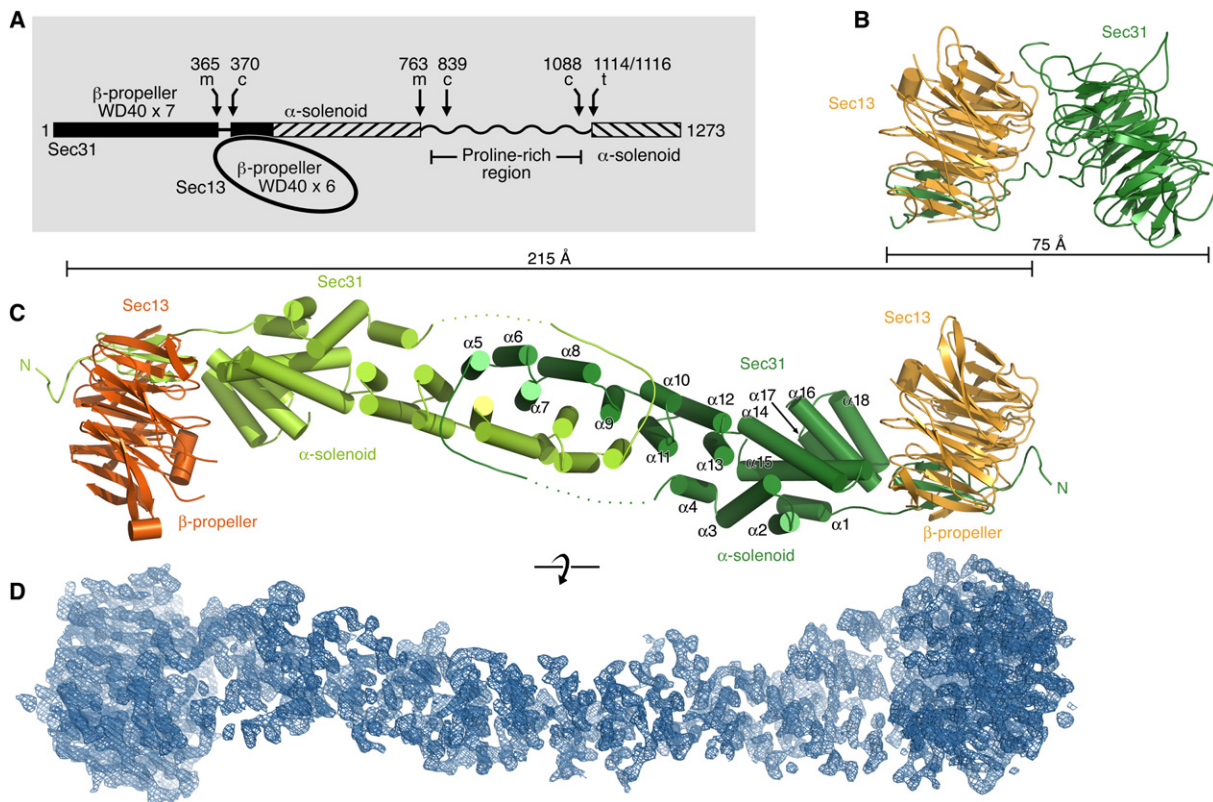 A
365 370 763 839 1088 1114/1116
m c m c c t
β-propeller
WD40 x 7
α-solenoid
1 1273
Sec31
β-propeller
WD40 x 6
Sec13
Proline-rich
region
α-solenoid
B
Sec31
Sec13
75 Å
215 Å
C
Sec13
Sec31
N
α-solenoid
β-propeller
α5
α6
α8
α7
α9
α10
α11
α12
α13
α14
α17
α16
α18
α15
α4
α3
α2
α1
Sec31
Sec13
N
α-solenoid
β-propeller
D